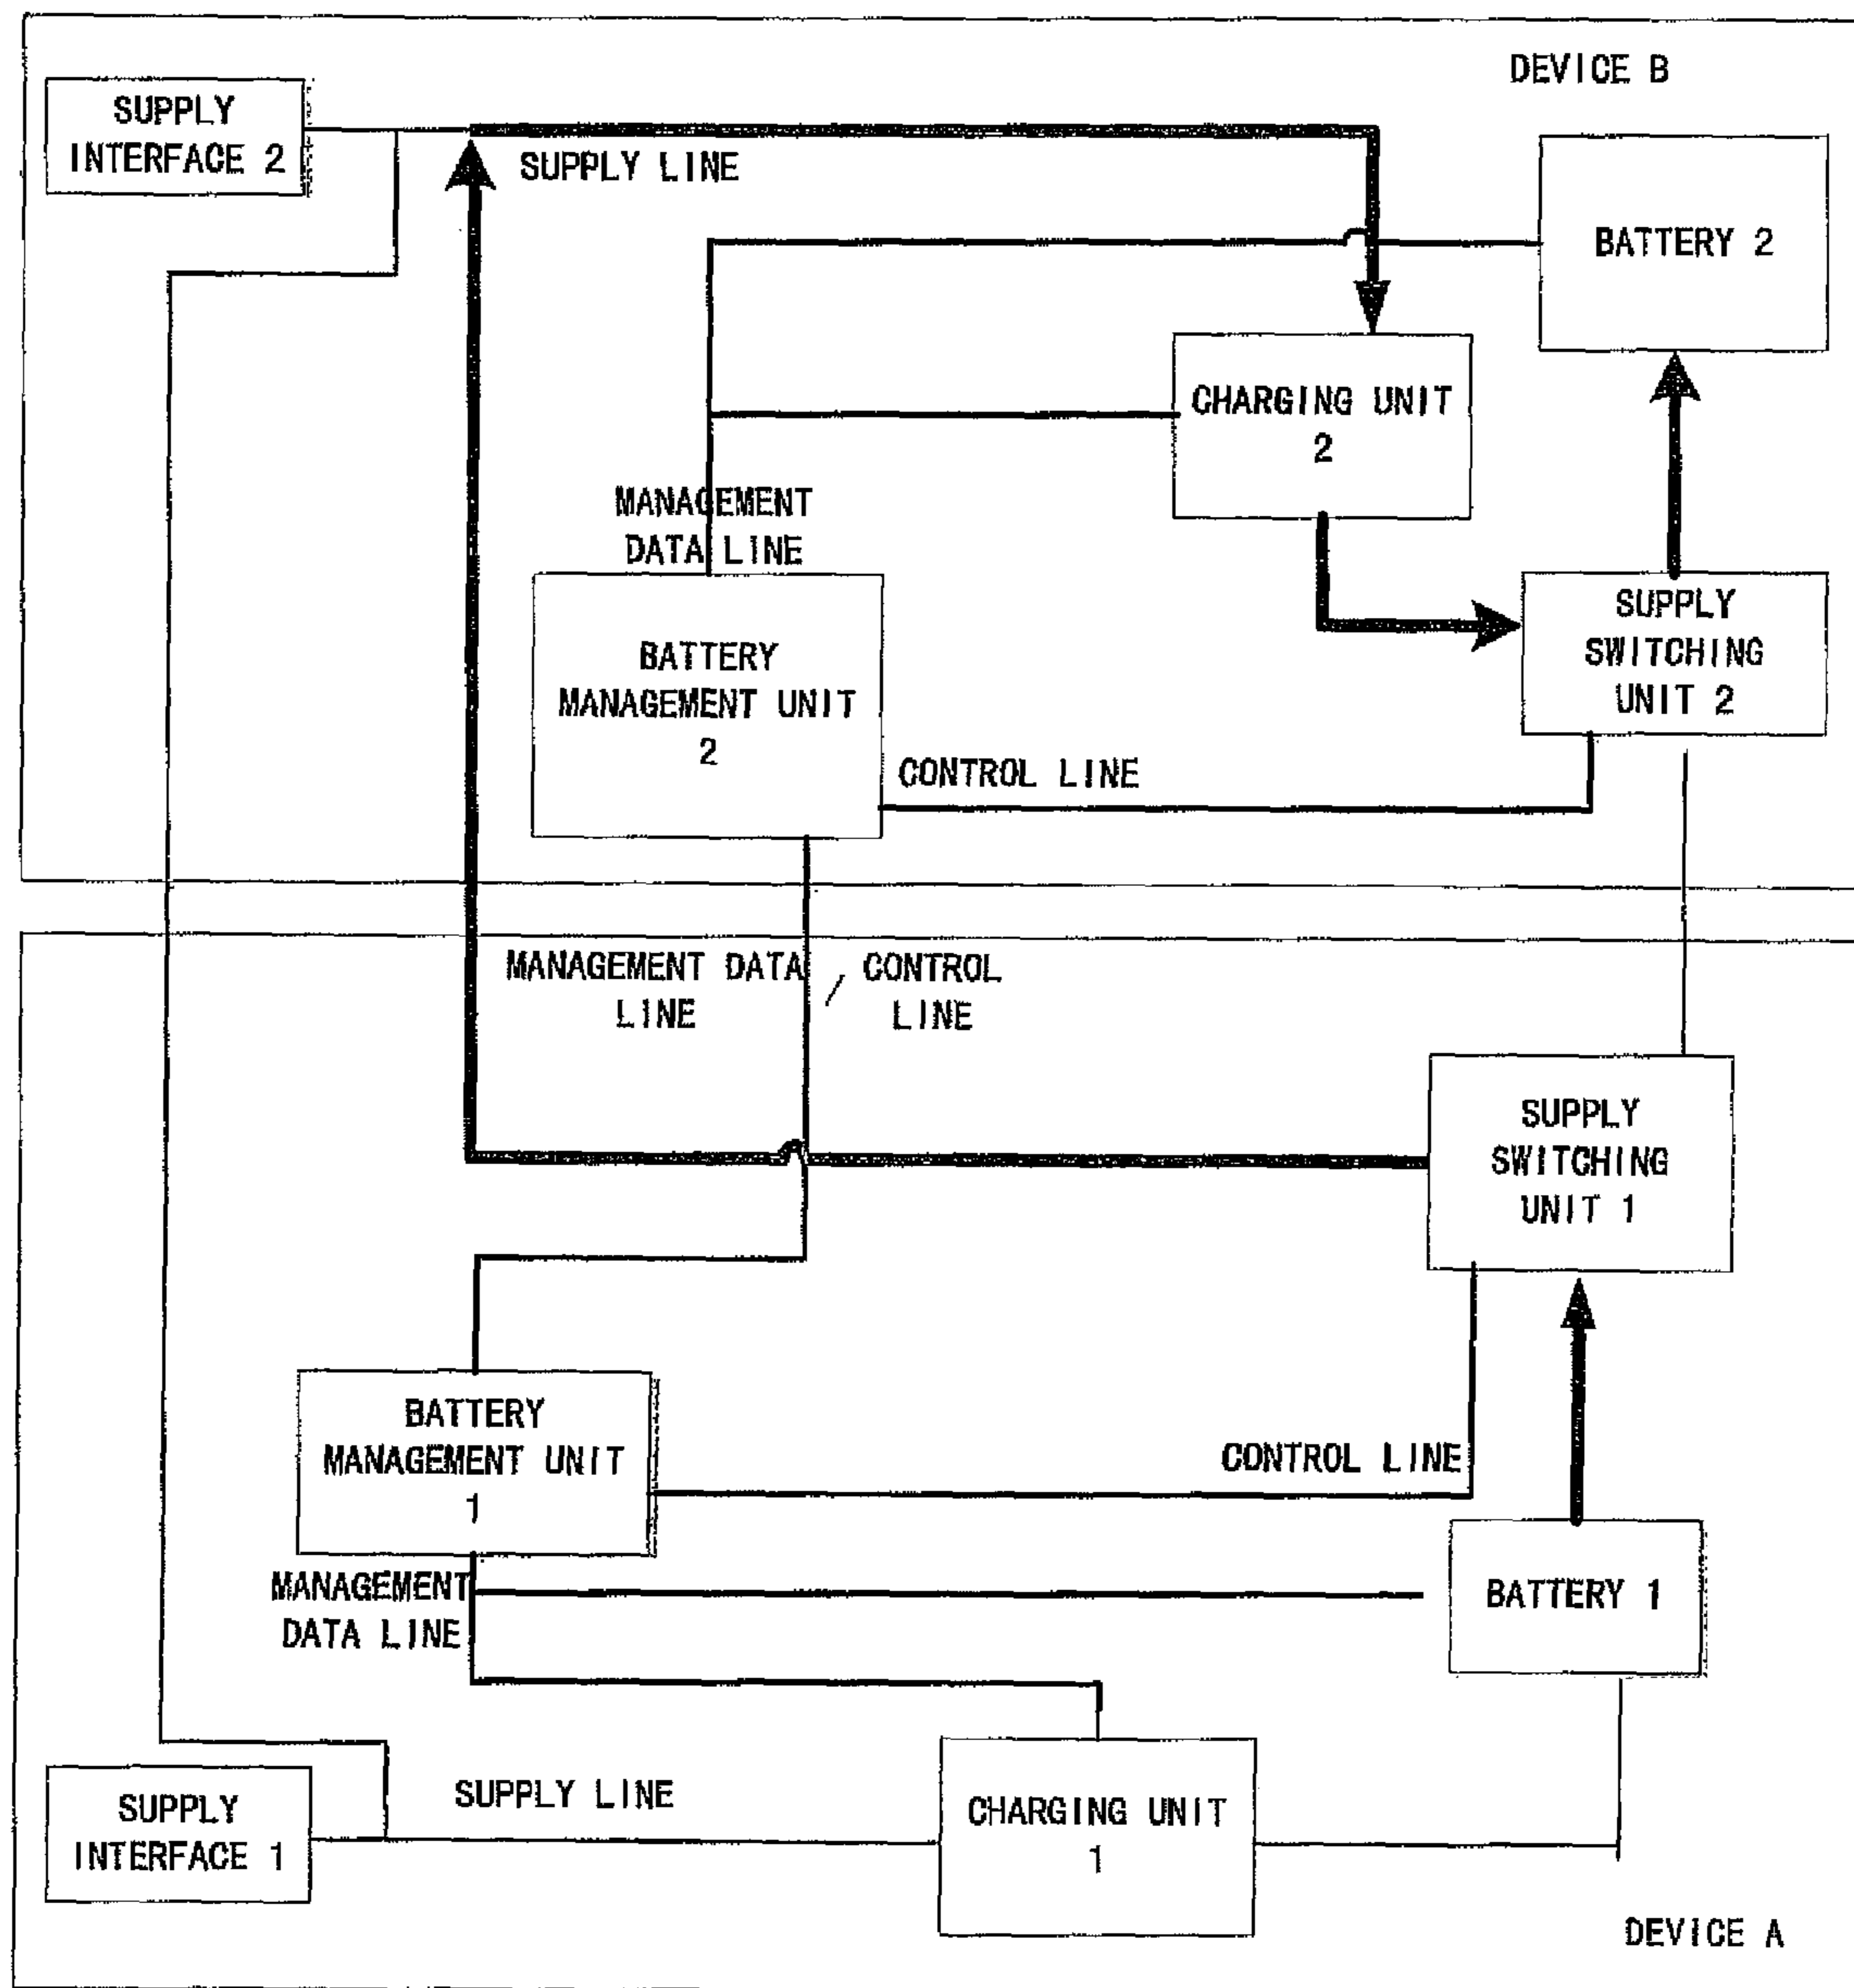 DEVICE B
SUPPLY
INTERFACE 2
SUPPLY LINE
BATTERY 2
CHARGING UNIT
2
MANAGEMENT
DATA LINE
SUPPLY
SWITCHING
UNIT 2
BATTERY
MANAGEMENT UNIT
2
CONTROL LINE
MANAGEMENT DATA / CONTROL
LINE LINE
SUPPLY
SWITCHING
UNIT 1
BATTERY
MANAGEMENT UNIT
1
CONTROL LINE
BATTERY 1
MANAGEMENT
DATA LINE
SUPPLY
INTERFACE 1
SUPPLY LINE
CHARGING UNIT
1
DEVICE A